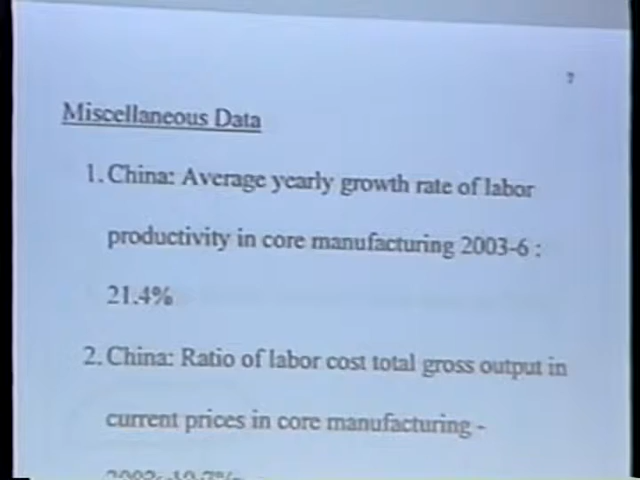 7
Miscellaneous Data
1. China: Average yearly growth rate of labor
productivity in core manufacturing 2003-6 :
21.4%
2. China: Ratio of labor cost total gross output in
current prices in core manufacturing -